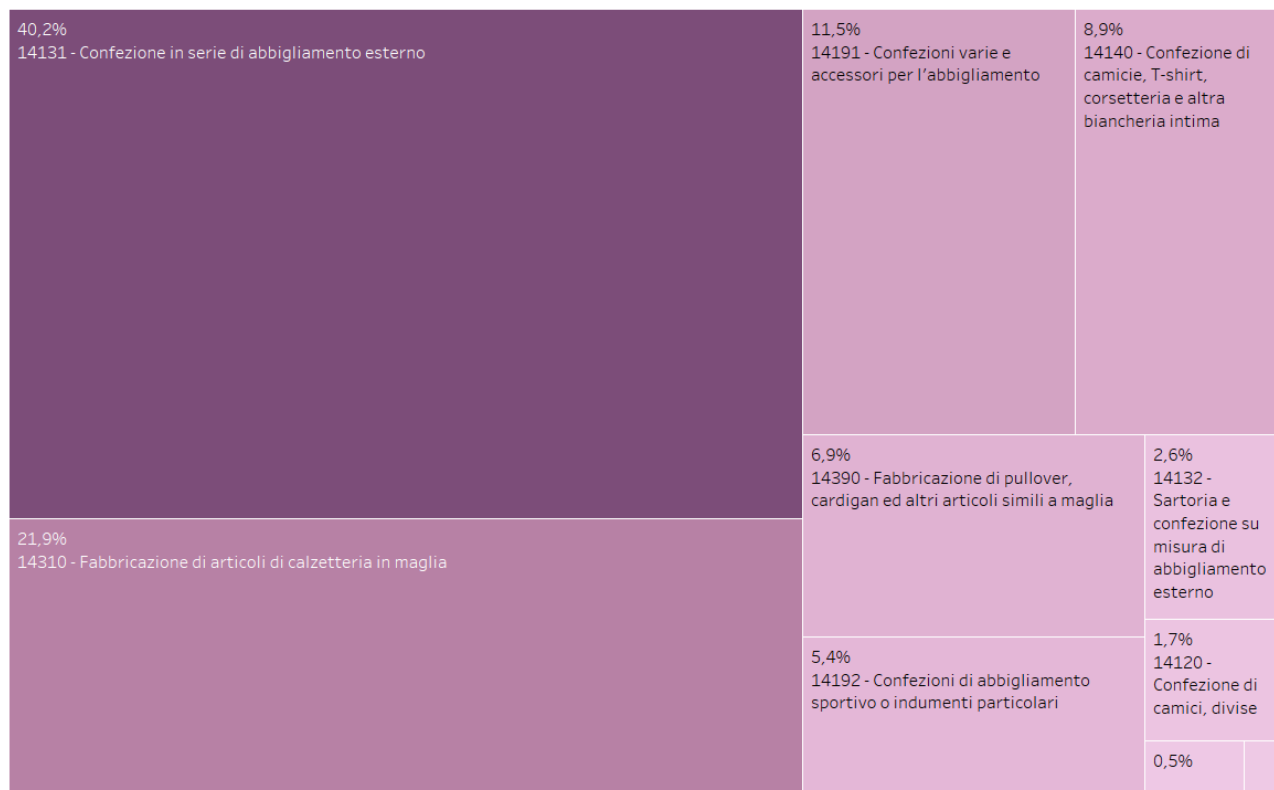 40,2%
14131 - Confezione in serie di abbigliamento esterno
21,9%
14310 - Fabbricazione di articoli di calzetteria in maglia
11,5%
14191 - Confezioni varie e
accessori per l’abbigliamento
8,9%
14140 - Confezione di
camicie, T-shirt,
corsetteria e altra
biancheria intima
6,9%
14390 - Fabbricazione di pullover,
cardigan ed altri articoli simili a maglia
5,4%
14192 - Confezioni di abbigliamento
sportivo o indumenti particolari
2,6%
14132 -
Sartoria e
confezione su
misura di
abbigliamento
esterno
1,7%
14120 -
Confezione di
camici, divise
0,5%